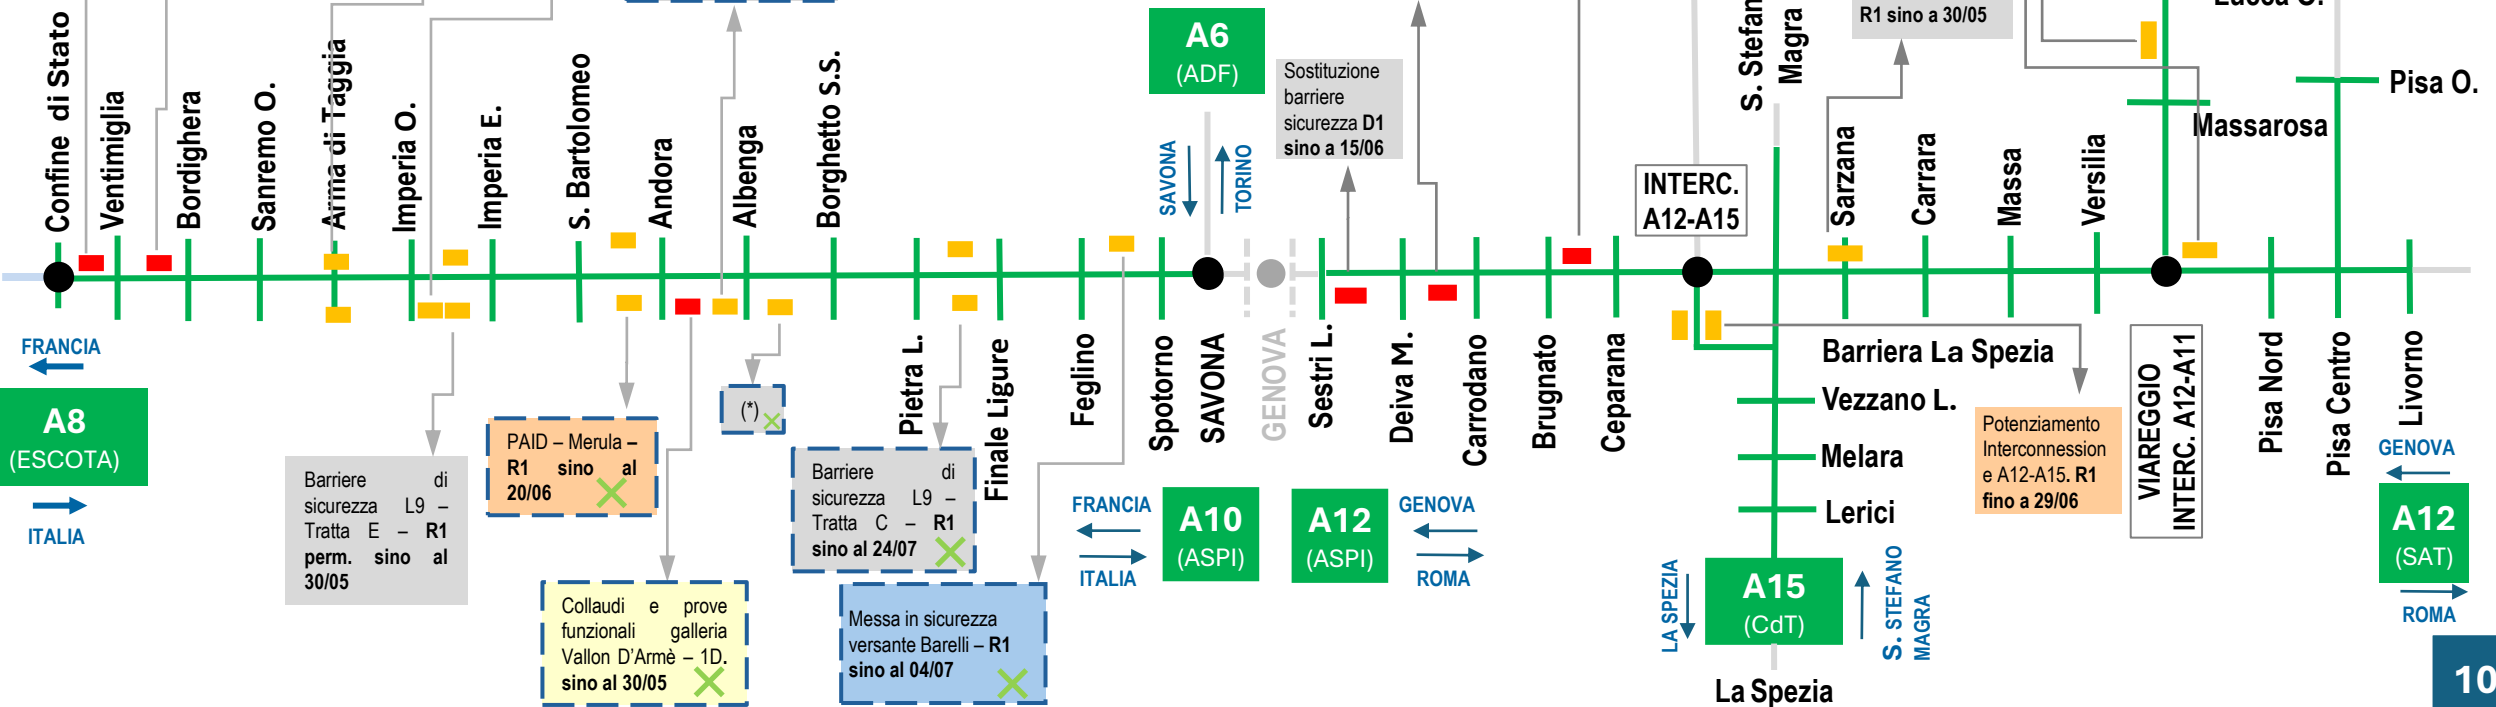 Confine di Stato
Ventimiglia
Bordighera
Sanremo O.
Arma di Taggia
Imperia O.
Imperia E.
S. Bartolomeo
Andora
Albenga
Borghetto S.S.
Pietra L.
Finale Ligure
Feglino
Spotorno
SAVONA
GENOVA
Sestri L.
Deiva M.
Carrodano
Brugnato
Ceparana
A6
(ADF)
SAVONA
TORINO
Sostituzione
barriere
sicurezza D1
sino a 15/06
INTERC.
A12-A15
S. Stefan
Magra
R1 sino a 30/05
Sarzana
Carrara
Massa
Versilia
Massarosa
Pisa O.
FRANCIA
A8
(ESCOTA)
ITALIA
Barriere di
sicurezza L9 –
Tratta E – R1
perm. sino al
30/05
PAID – Merula –
R1 sino al
20/06
(*)
Collaudi e prove
funzionali galleria
Vallon D'Armè – 1D.
sino al 30/05
Barriere di
sicurezza L9 –
Tratta C – R1
sino al 24/07
Messa in sicurezza
versante Barelli – R1
sino al 04/07
FRANCIA
ITALIA
A10
(ASPI)
A12
(ASPI)
GENOVA
ROMA
Barriera La Spezia
Vezzano L.
Melara
Lerici
LA SPEZIA
A15
(CdT)
S. STEFANO
MAGRA
La Spezia
Potenziamento
Interconnession
e A12-A15. R1
fino a 29/06
VIAREGGIO
INTERC. A12-A11
Pisa Nord
Pisa Centro
Livorno
GENOVA
A12
(SAT)
ROMA
10